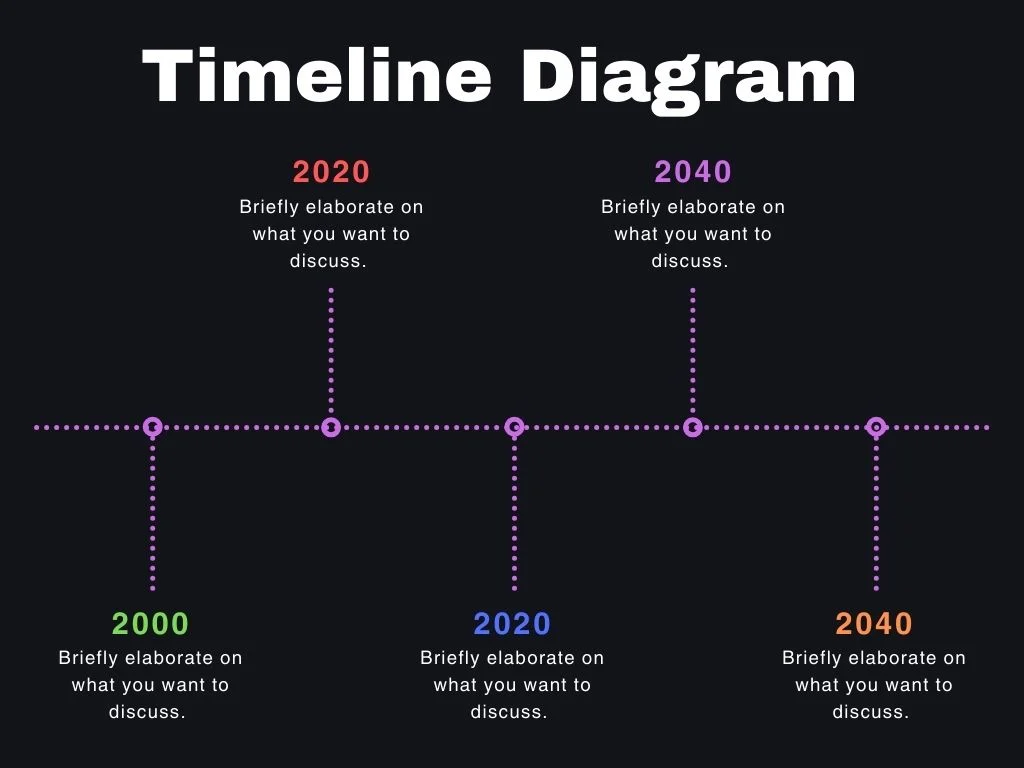 Timeline Diagram
2020
Briefly elaborate on
what you want to
discuss.
2040
Briefly elaborate on
what you want to
discuss.
2000
Briefly elaborate on
what you want to
discuss.
2020
Briefly elaborate on
what you want to
discuss.
2040
Briefly elaborate on
what you want to
discuss.